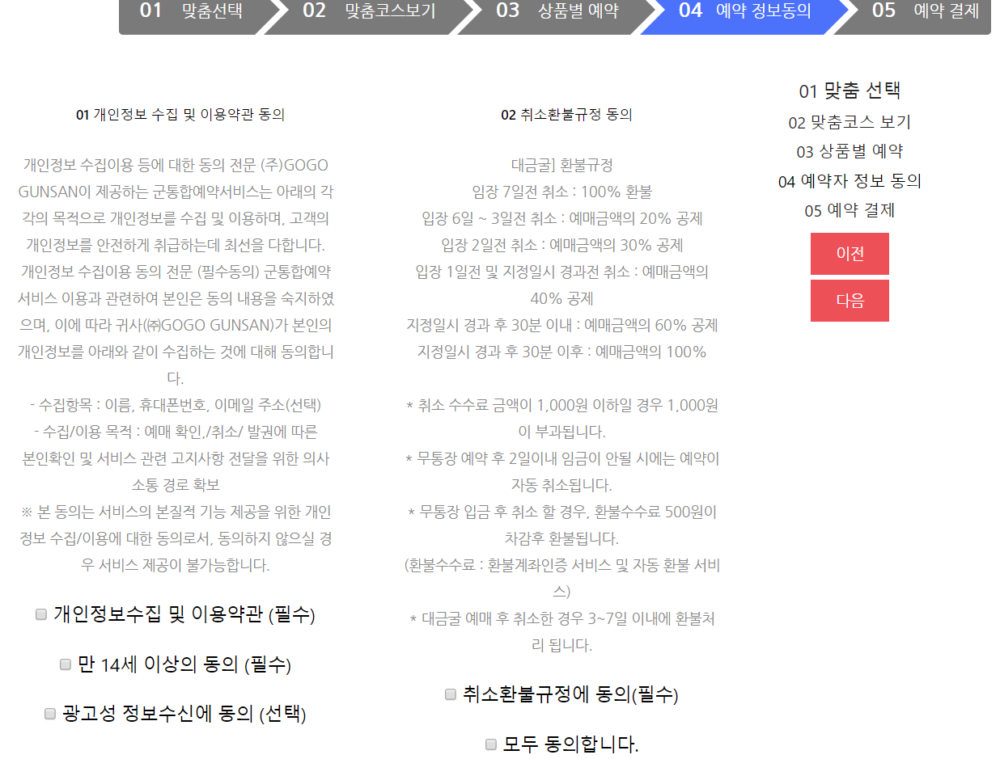 01 맞춤선택 02 맞춤코스보기 03 상품별 예약 04 예약 정보동의 05 예약 결제
01 개인정보 수집 및 이용약관 동의
개인정보 수집이용 등에 대한 동의 전문 (주)GOGO
GUNSAN이 제공하는 군통합예약서비스는 아래의 각
각의 목적으로 개인정보를 수집 및 이용하며, 고객의
개인정보를 안전하게 취급하는데 최선을 다합니다.
개인정보 수집이용 동의 전문 (필수동의) 군통합예약
서비스 이용과 관련하여 본인은 동의 내용을 숙지하였
으며, 이에 따라 귀사(㈜GOGO GUNSAN)가 본인의
개인정보를 아래와 같이 수집하는 것에 대해 동의합니
다.
- 수집항목 : 이름, 휴대폰번호, 이메일 주소(선택)
- 수집/이용 목적 : 예매 확인,/취소/ 발권에 따른
본인확인 및 서비스 관련 고지사항 전달을 위한 의사
소통 경로 확보
※ 본 동의는 서비스의 본질적 기능 제공을 위한 개인
정보 수집/이용에 대한 동의로서, 동의하지 않으실 경
우 서비스 제공이 불가능합니다.
개인정보수집 및 이용약관 (필수)
만 14세 이상의 동의 (필수)
광고성 정보수신에 동의 (선택)
02 취소환불규정 동의
대금굴] 환불규정
임장 7일전 취소 : 100% 환불
입장 6일 ~ 3일전 취소 : 예매금액의 20% 공제
입장 2일전 취소 : 예매금액의 30% 공제
입장 1일전 및 지정일시 경과전 취소 : 예매금액의
40% 공제
지정일시 경과 후 30분 이내 : 예매금액의 60% 공제
지정일시 경과 후 30분 이후 : 예매금액의 100%
* 취소 수수료 금액이 1,000원 이하일 경우 1,000원
이 부과됩니다.
* 무통장 예약 후 2일이내 임금이 안될 시에는 예약이
자동 취소됩니다.
* 무통장 입금 후 취소 할 경우, 환불수수료 500원이
차감후 환불됩니다.
(환불수수료 : 환불계좌인증 서비스 및 자동 환불 서비
스)
* 대금굴 예매 후 취소한 경우 3~7일 이내에 환불처
리 됩니다.
취소환불규정에 동의(필수)
모두 동의합니다.
01 맞춤 선택
02 맞춤코스 보기
03 상품별 예약
04 예약자 정보 동의
05 예약 결제
이전
다음